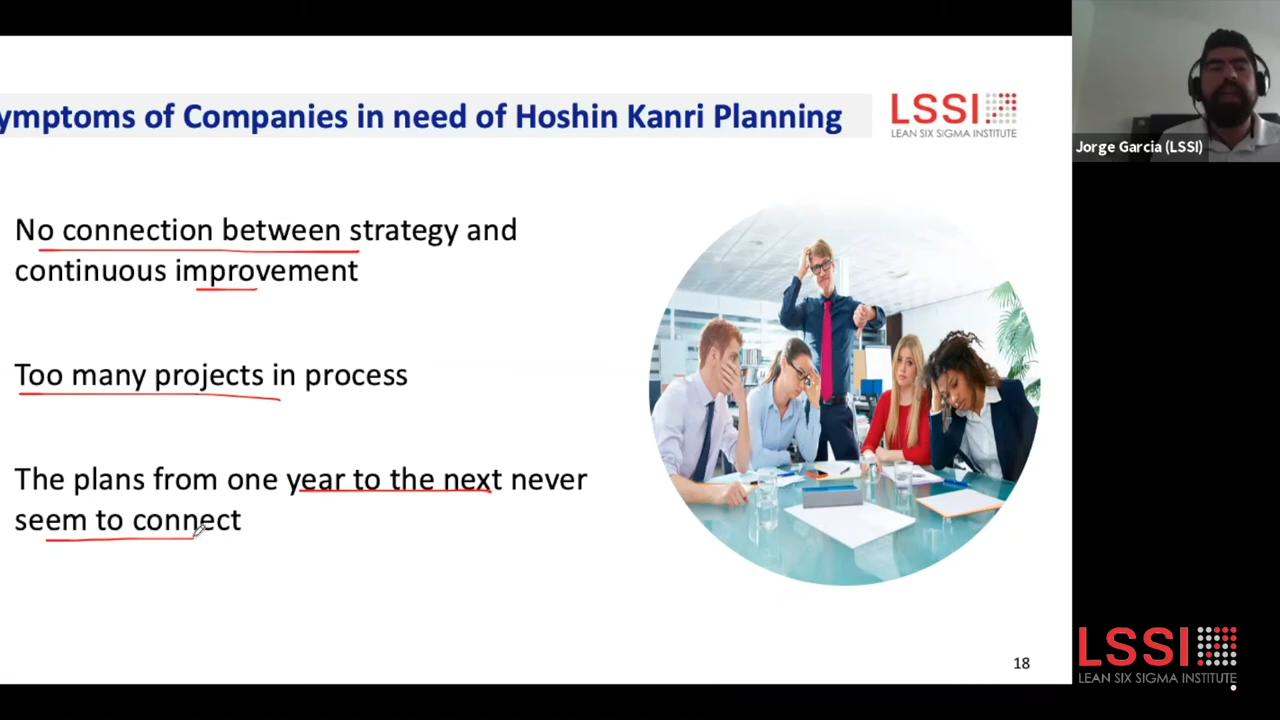 ymptoms of Companies in need of Hoshin Kanri Planning
LSSI
LEAN SIX SIGMA INSTITUTE
Jorge Garcia (LSSI)
No connection between strategy and
continuous improvement
Too many projects in process
The plans from one year to the next never
seem to connect
18
LSSI
LEAN SIX SIGMA INSTITUTE